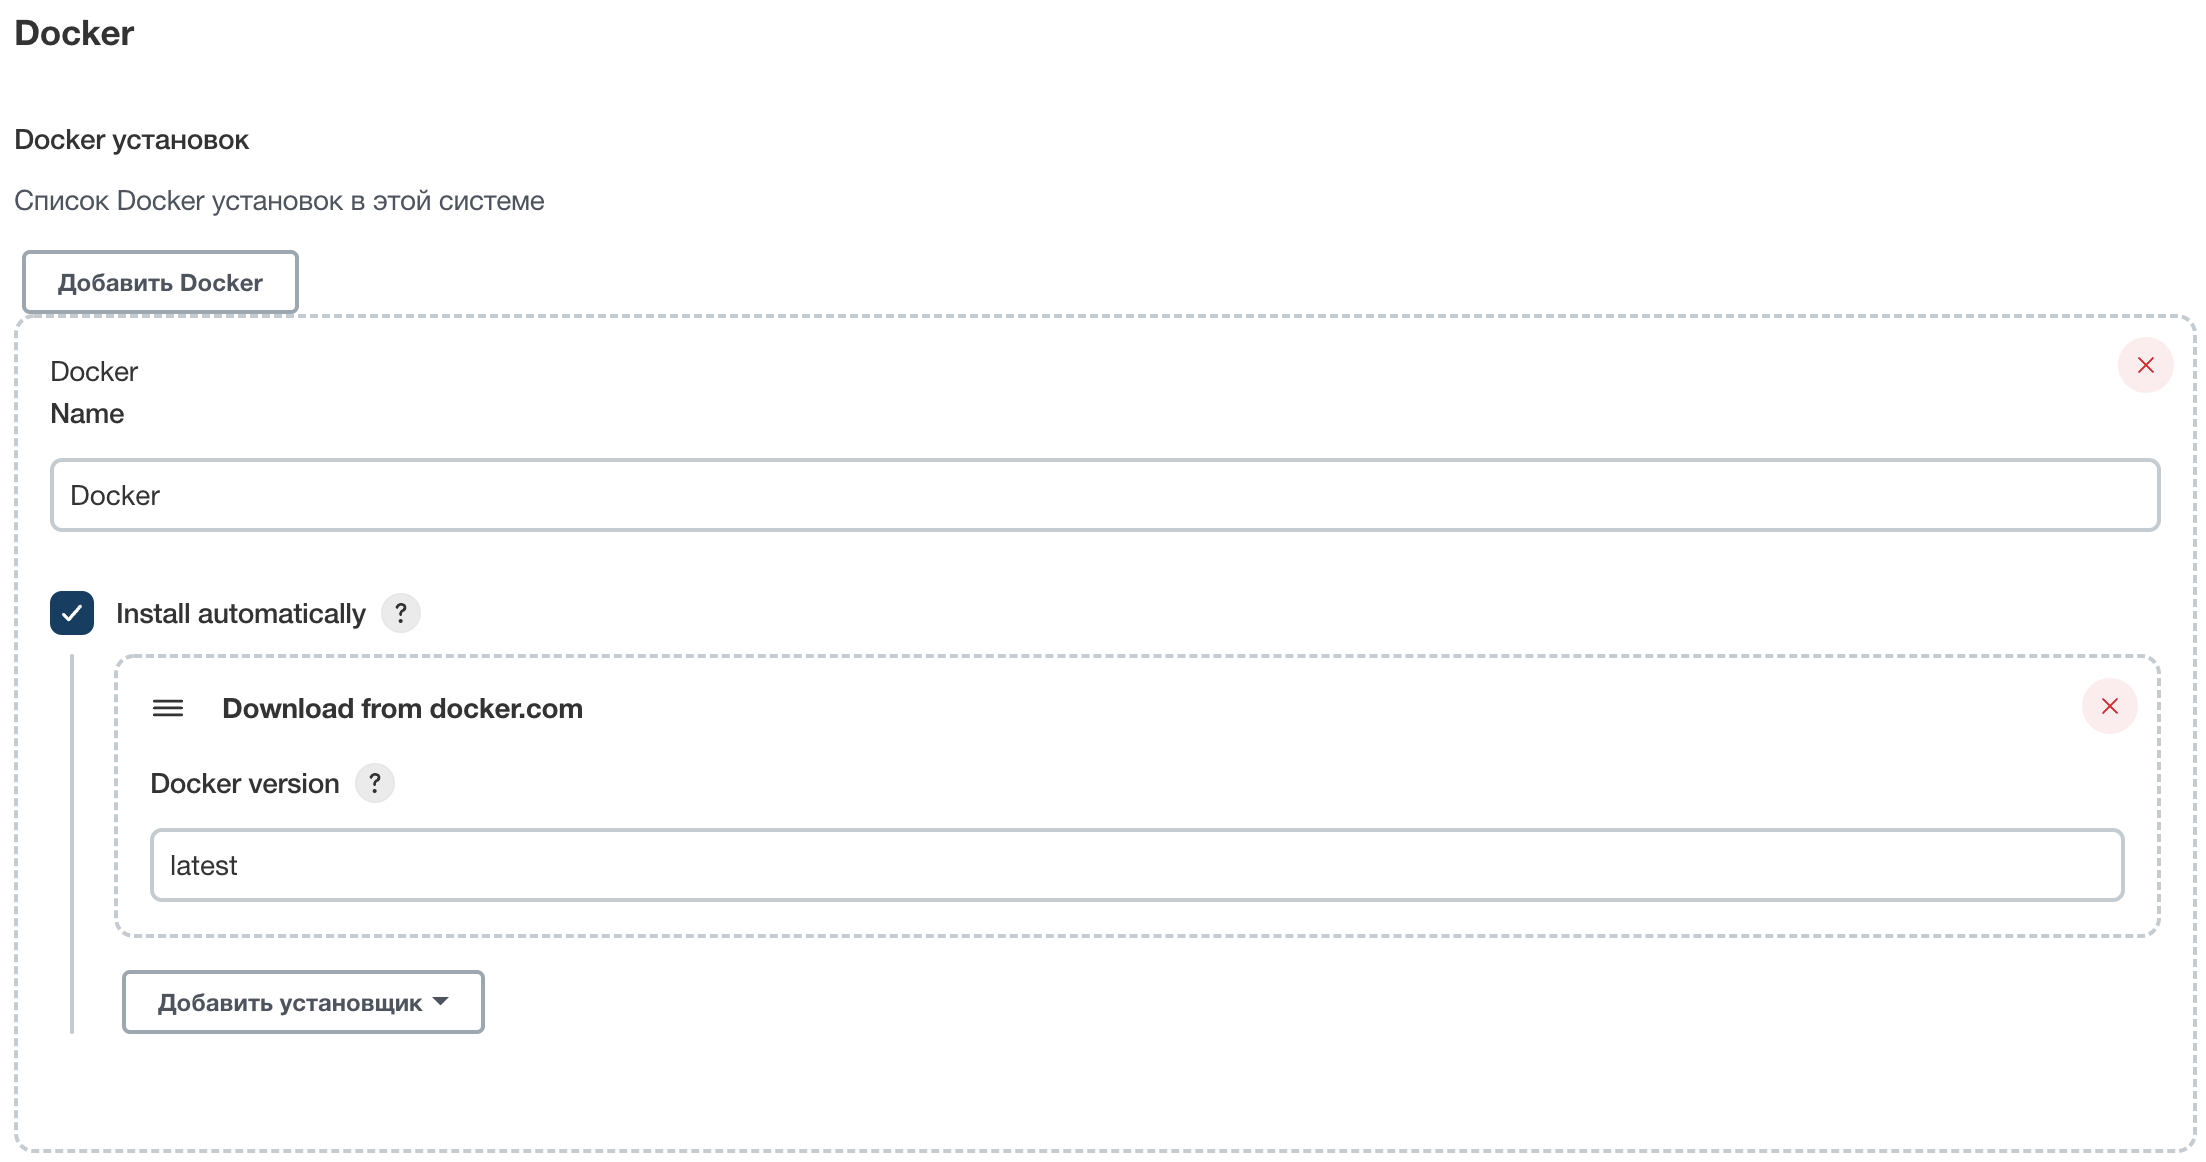 Docker
Docker установок
Список Docker установок в этой системе
Добавить Docker
Docker
Name
Docker
Install automatically ?
Download from docker.com
Docker version ?
latest
Добавить установщик